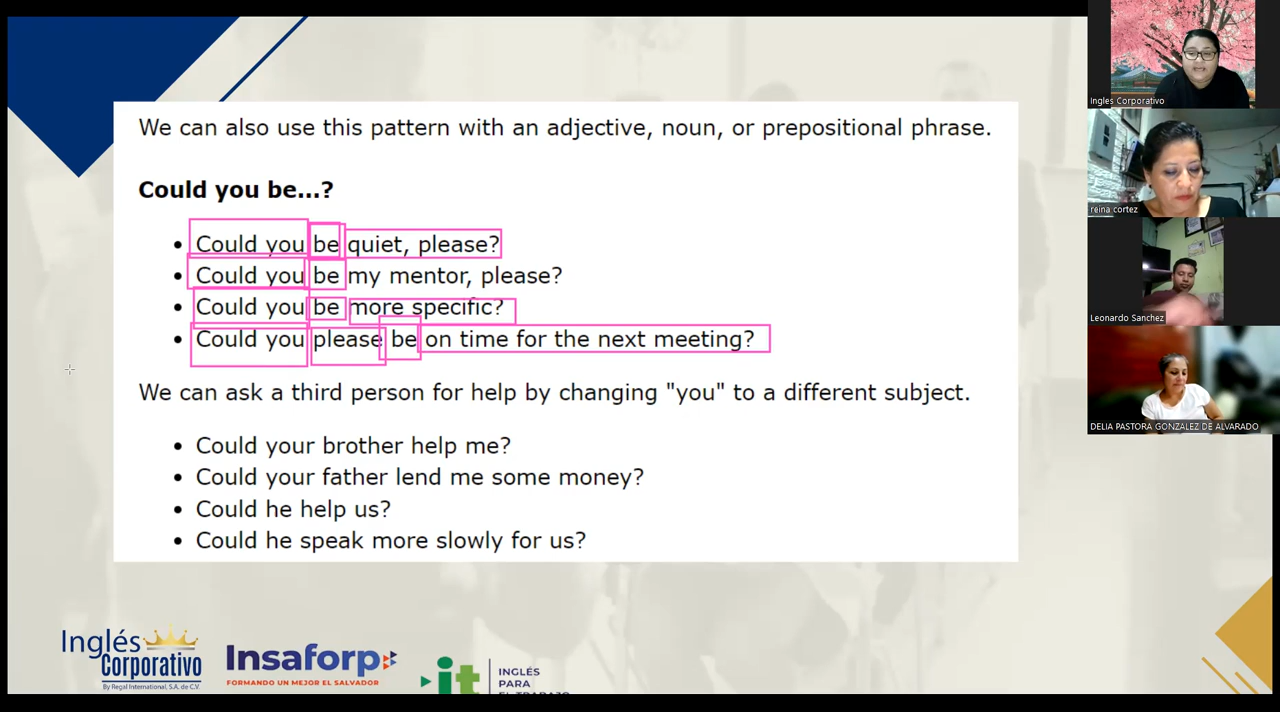 We can also use this pattern with an adjective, noun, or prepositional phrase.
Could you be...?
• Could you be quiet, please?
• Could you be my mentor, please?
• Could you be more specific?
• Could you please be on time for the next meeting?
We can ask a third person for help by changing "you" to a different subject.
• Could your brother help me?
• Could your father lend me some money?
• Could he help us?
• Could he speak more slowly for us?
Inglés
Corporativo
By Regal International, S.A. de C.V.
Insaforp
FORMANDO UN MEJOR EL SALVADOR
it
INGLÉS
PARA
EL TRABAJO
Ingles Corporativo
reina cortez
Leonardo Sanchez
DELIA PASTORA GONZALEZ DE ALVARADO